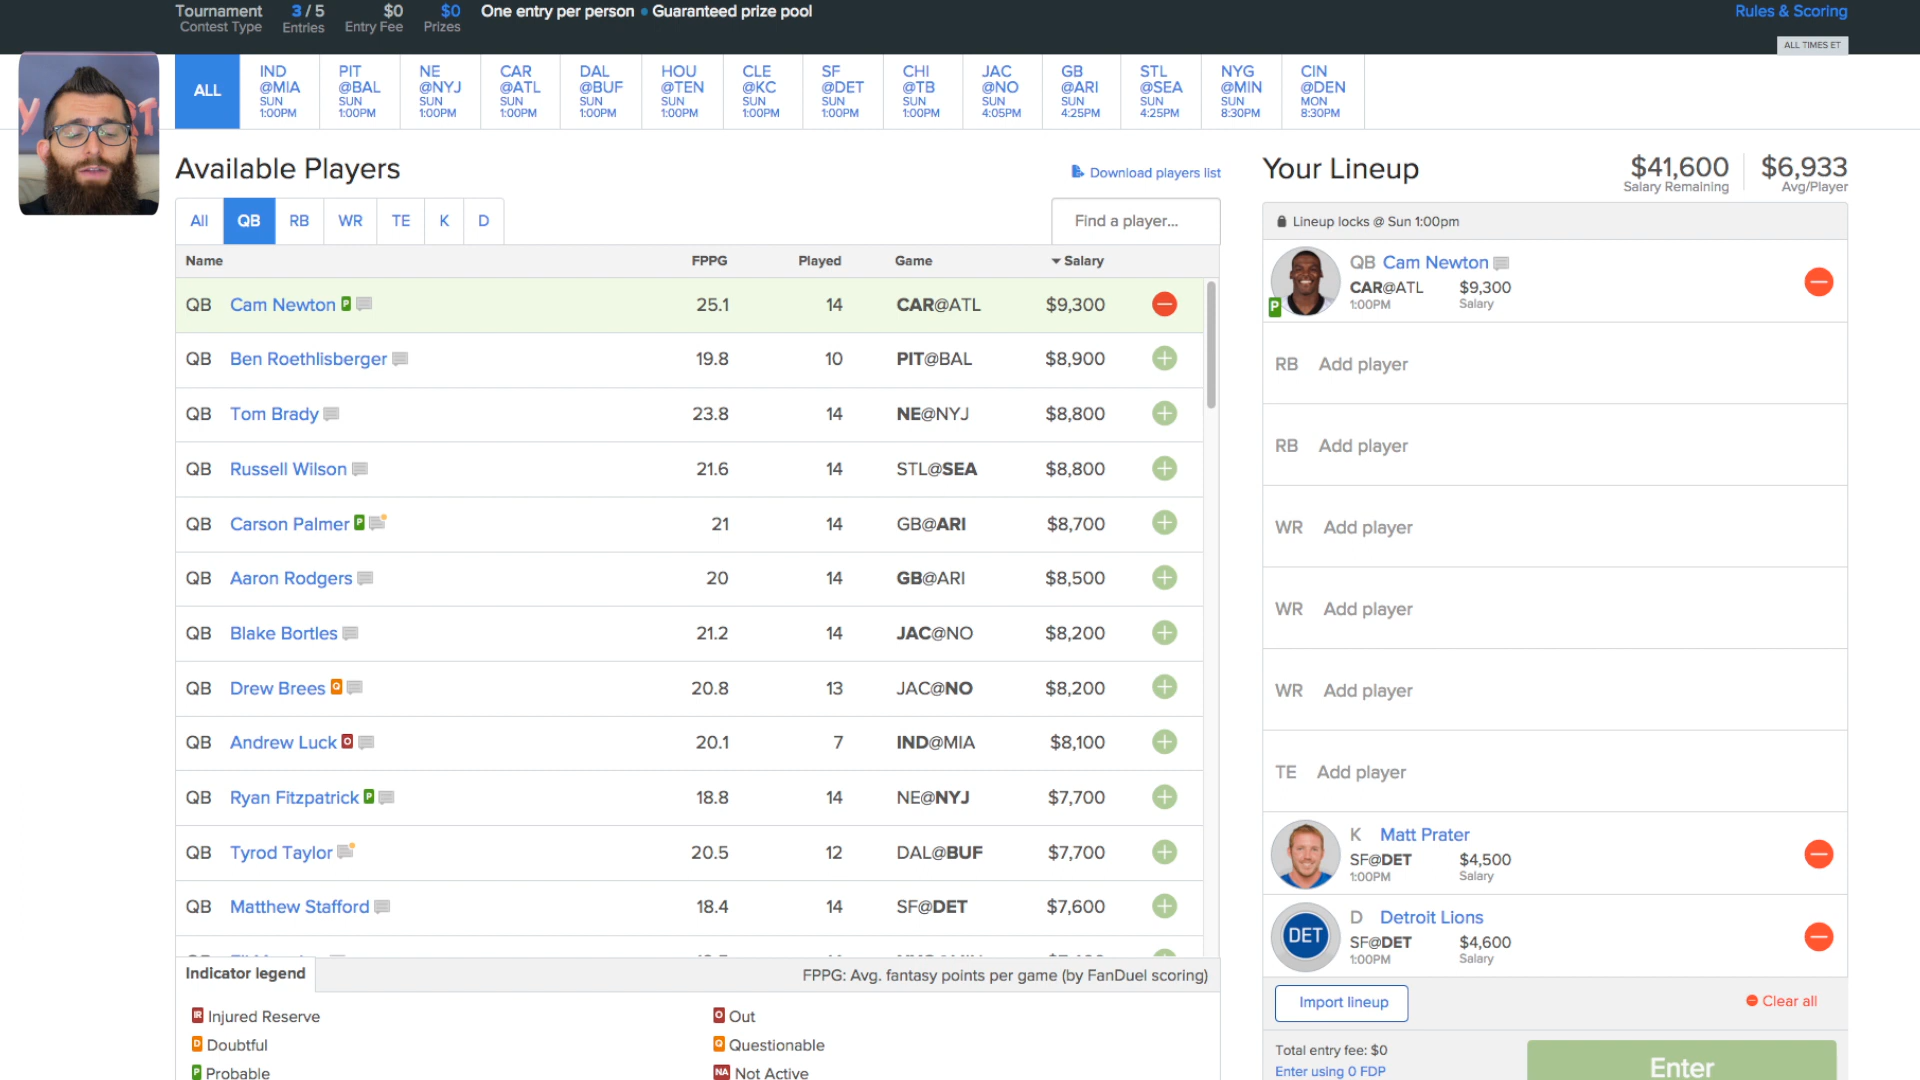 Tournament
Contest Type
3 / 5
Entries
$0
Entry Fee
$0
Prizes
One entry per person • Guaranteed prize pool
Rules & Scoring
ALL TIMES ET
ALL
IND @MIA SUN 1:00PM
PIT @BAL SUN 1:00PM
NE @NYJ SUN 1:00PM
CAR @ATL SUN 1:00PM
DAL @BUF SUN 1:00PM
HOU @TEN SUN 1:00PM
CLE @KC SUN 1:00PM
SF @DET SUN 1:00PM
CHI @TB SUN 1:00PM
JAC @NO SUN 4:05PM
GB @ARI SUN 4:25PM
STL @SEA SUN 4:25PM
NYG @MIN SUN 8:30PM
CIN @DEN MON 8:30PM
Available Players
Download players list
All QB RB WR TE K D
Find a player...
Name FPPG Played Game Salary
QB Cam Newton P 25.1 14 CAR@ATL $9,300
QB Ben Roethlisberger 19.8 10 PIT@BAL $8,900
QB Tom Brady 23.8 14 NE@NYJ $8,800
QB Russell Wilson 21.6 14 STL@SEA $8,800
QB Carson Palmer P 21 14 GB@ARI $8,700
QB Aaron Rodgers 20 14 GB@ARI $8,500
QB Blake Bortles 21.2 14 JAC@NO $8,200
QB Drew Brees Q 20.8 13 JAC@NO $8,200
QB Andrew Luck O 20.1 7 IND@MIA $8,100
QB Ryan Fitzpatrick P 18.8 14 NE@NYJ $7,700
QB Tyrod Taylor 20.5 12 DAL@BUF $7,700
QB Matthew Stafford 18.4 14 SF@DET $7,600
Indicator legend
FPPG: Avg. fantasy points per game (by FanDuel scoring)
IR Injured Reserve
O Out
D Doubtful
Q Questionable
P Probable
NA Not Active
Your Lineup
$41,600
Salary Remaining
$6,933
Avg/Player
Lineup locks @ Sun 1:00pm
QB Cam Newton
P
CAR@ATL $9,300
1:00PM Salary
RB Add player
RB Add player
WR Add player
WR Add player
WR Add player
TE Add player
K Matt Prater
SF@DET $4,500
1:00PM Salary
DET
D Detroit Lions
SF@DET $4,600
1:00PM Salary
Import lineup
Clear all
Total entry fee: $0
Enter using 0 FDP
Enter